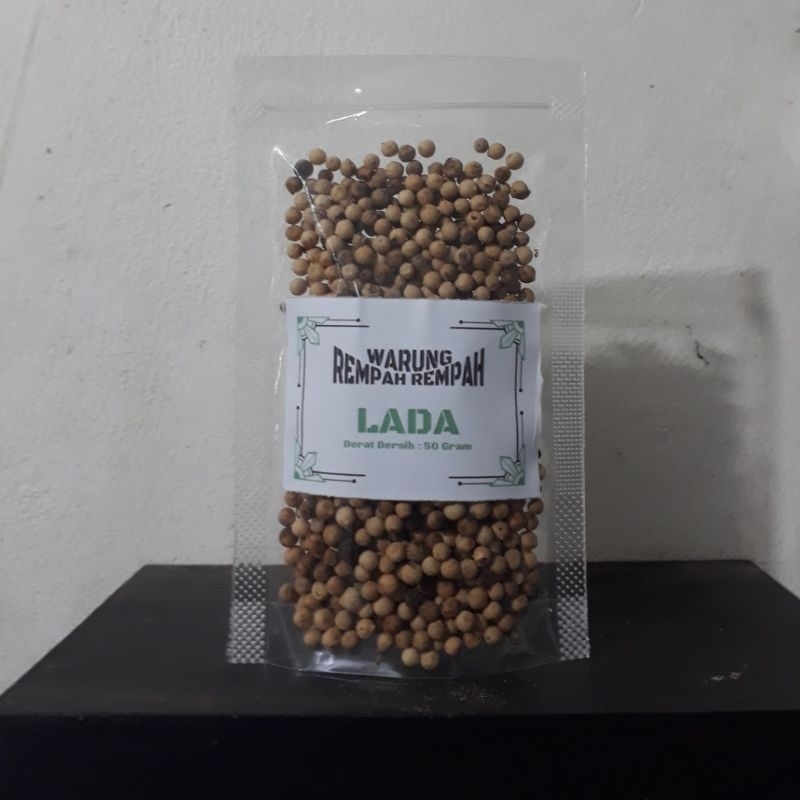 WARUNG
REMPAH REMPAH
LADA
Berat Bersih : 50 Gram